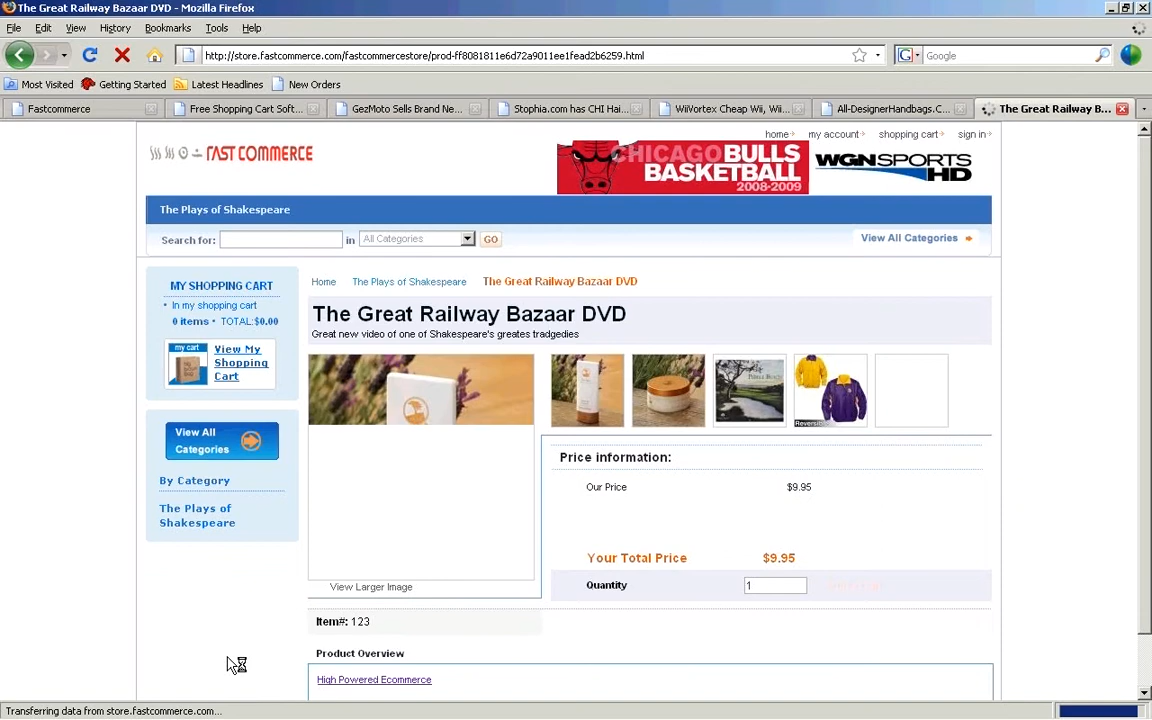 The Great Railway Bazaar DVD - Mozilla Firefox
File Edit View History Bookmarks Tools Help
http://store.fastcommerce.com/fastcommercestore/prod-ff8081811e6d72a9011ee1fead2b6259.html
Google
Most Visited Getting Started Latest Headlines New Orders
Fastcommerce
Free Shopping Cart Soft...
GezMoto Sells Brand Ne...
Stophia.com has CHI Hai...
WiiVortex Cheap Wii, Wii...
All-DesignerHandbags.C...
The Great Railway B...
home my account shopping cart sign in
FAST COMMERCE
CHICAGO BULLS
BASKETBALL
2008-2009
WGNSPORTS
HD
The Plays of Shakespeare
Search for: in All Categories GO
View All Categories
MY SHOPPING CART
In my shopping cart
0 items • TOTAL:$0.00
my cart
View My
Shopping
Cart
View All
Categories
By Category
The Plays of
Shakespeare
Home The Plays of Shakespeare The Great Railway Bazaar DVD
The Great Railway Bazaar DVD
Great new video of one of Shakespeare's greates tradgedies
Reversible
View Larger Image
Price information:
Our Price $9.95
Your Total Price $9.95
Quantity 1
Item#: 123
Product Overview
High Powered Ecommerce
Transferring data from store.fastcommerce.com...